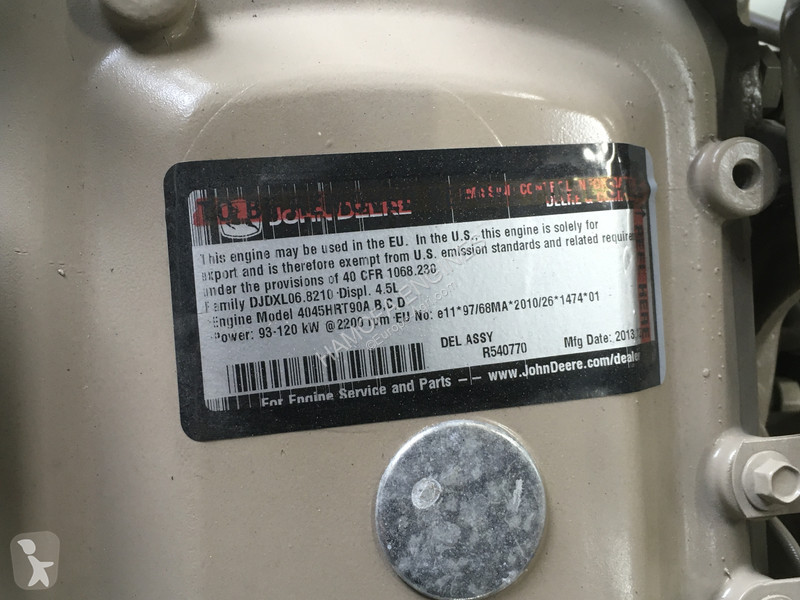 JOHN DEERE
This engine may be used in the EU. In the U.S., this engine is solely for
export and is therefore exempt from U.S. emission standards and related
under the provisions of 40 CFR 1068.230
Family DJDXL06.8210 Displ. 4.5L
Engine Model 4045HRT90A,B,C,D
Power: 93-120 kW @ 2200 rpm EU No: e11*97/68MA*2010/26*1474*01
DEL ASSY
R540770 Mfg Date: 2013
For Engine Service and Parts -- www.JohnDeere.com/dealer
HAMOFA ENGINES